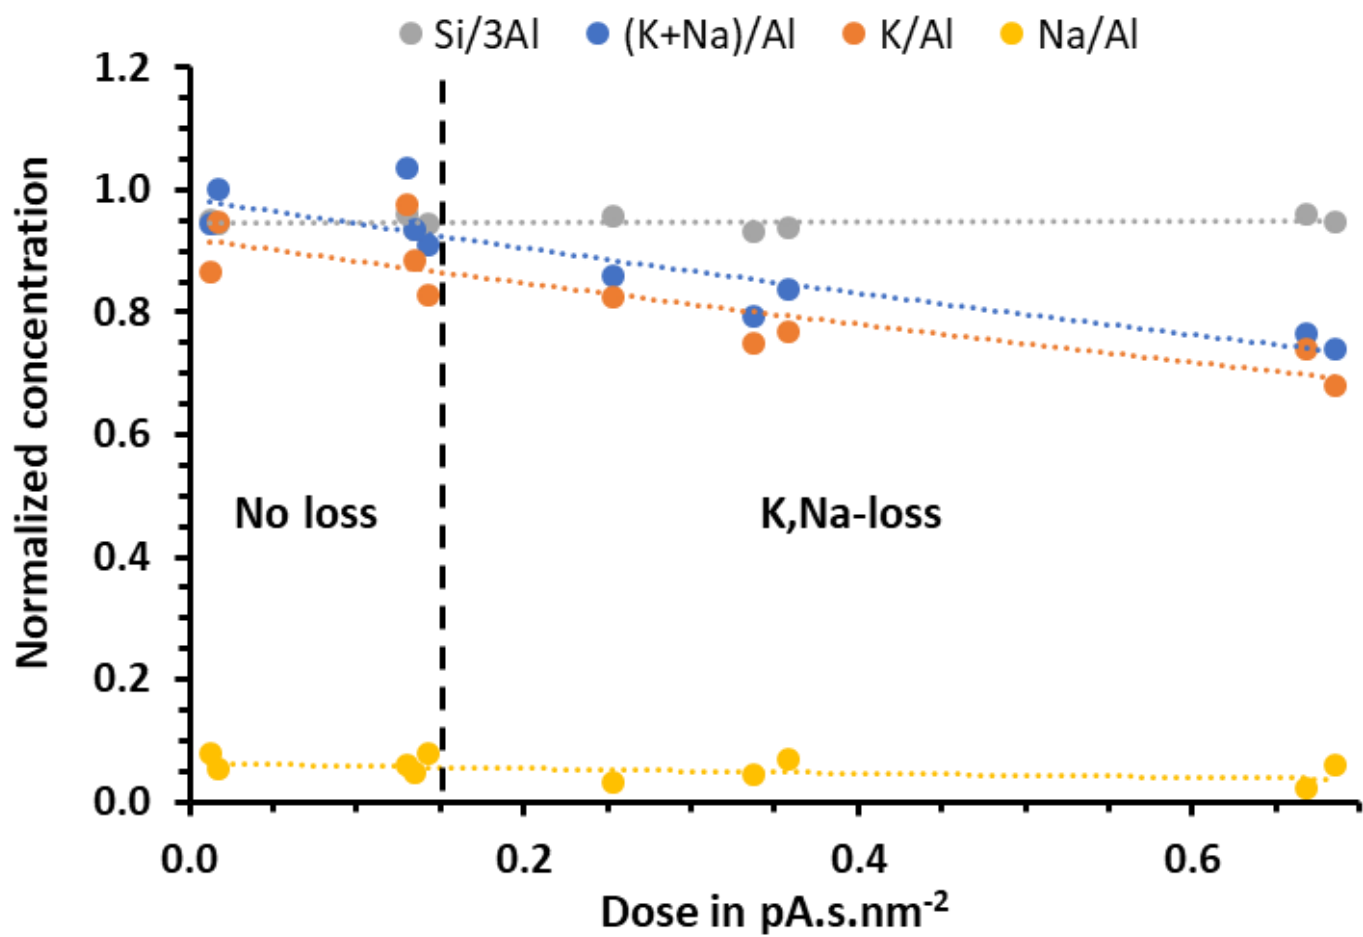 Si/3Al (K+Na)/Al K/Al Na/Al
1.2
1.0
0.8
0.6
0.4
0.2
0.0
Normalized concentration
No loss
K,Na-loss
0.0 0.2 0.4 0.6
Dose in pA.s.nm⁻²